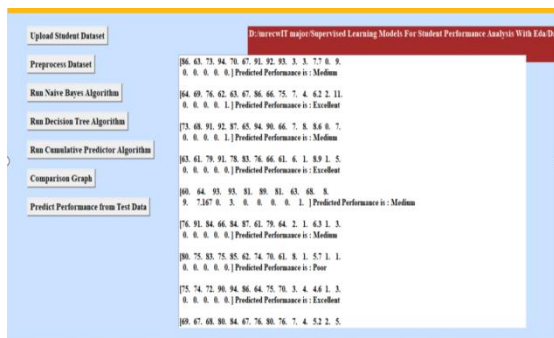 Upload Student Dataset
D:/mrecwIT major/Supervised Learning Models For Student Performance Analysis With Eda/Da
Preprocess Dataset
Run Naive Bayes Algorithm
Run Decision Tree Algorithm
Run Cumulative Predictor Algorithm
Comparison Graph
Predict Performance from Test Data
[86. 63. 73. 94. 70. 67. 91. 92. 93. 3. 3. 7.7 0. 9.
0. 0. 0. 0. 0. ] Predicted Performance is : Medium
[64. 69. 76. 62. 63. 67. 86. 66. 75. 7. 4. 6.2 2. 11.
0. 0. 0. 0. 1. ] Predicted Performance is : Excellent
[73. 68. 91. 92. 87. 65. 94. 90. 66. 7. 8. 8.6 0. 7.
0. 0. 0. 0. 1. ] Predicted Performance is : Medium
[63. 61. 79. 91. 78. 83. 76. 66. 61. 6. 1. 8.9 1. 5.
0. 0. 0. 0. 0. ] Predicted Performance is : Excellent
[60. 64. 93. 93. 81. 89. 81. 63. 68. 8.
9. 7.167 0. 3. 0. 0. 0. 0. 1. ] Predicted Performance is : Medium
[76. 91. 84. 66. 84. 87. 61. 79. 64. 2. 1. 6.3 1. 3.
0. 0. 0. 0. 0. ] Predicted Performance is : Medium
[80. 75. 83. 75. 85. 62. 74. 70. 61. 8. 1. 5.7 1. 1.
0. 0. 0. 0. 0. ] Predicted Performance is : Poor
[75. 74. 72. 90. 94. 86. 64. 75. 70. 3. 4. 4.6 1. 3.
0. 0. 0. 0. 0. ] Predicted Performance is : Excellent
[69. 67. 68. 80. 84. 67. 76. 80. 76. 7. 4. 5.2 2. 5.